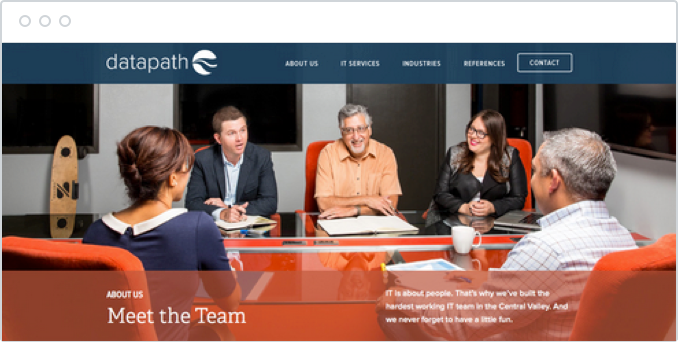 datapath
ABOUT US
IT SERVICES
INDUSTRIES
REFERENCES
CONTACT
ABOUT US
Meet the Team
IT is about people. That's why we've built the
hardest working IT team in the Central Valley. And
we never forget to have a little fun.